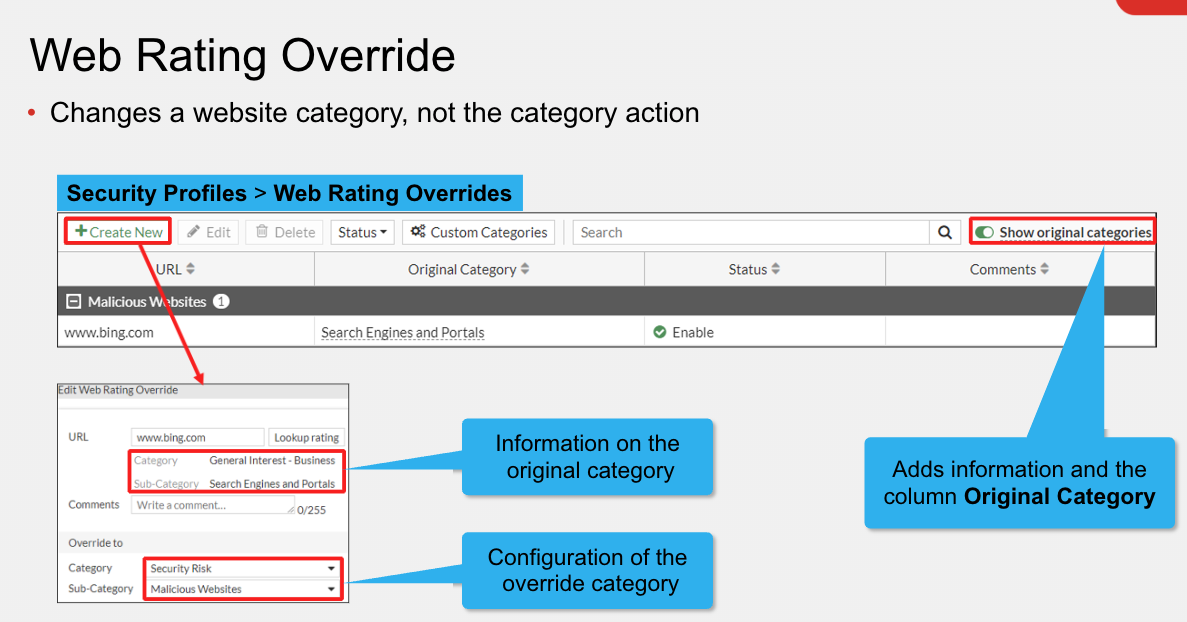 Web Rating Override
• Changes a website category, not the category action
Security Profiles > Web Rating Overrides
+Create New Edit Delete Status Custom Categories Search Show original categories
URL Original Category Status Comments
Malicious Websites 1
www.bing.com Search Engines and Portals Enable
Edit Web Rating Override
URL www.bing.com Lookup rating
Category General Interest - Business
Sub-Category Search Engines and Portals
Comments Write a comment... 0/255
Override to
Category Security Risk
Sub-Category Malicious Websites
Information on the
original category
Configuration of the
override category
Adds information and the
column Original Category